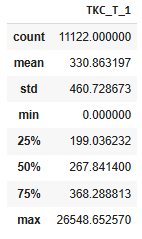 TKC_T_1
count 11122.000000
mean 330.863197
std 460.728673
min 0.000000
25% 199.036232
50% 267.841400
75% 368.288813
max 26548.652570